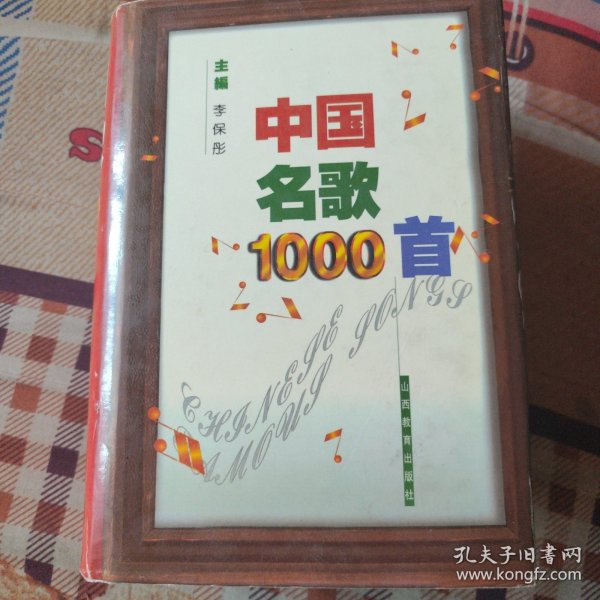 主编 李保彤
中国
名歌
1000首
CHINESE
FAMOUS SONGS
山西教育出版社
孔夫子旧书网
www.kongfz.com